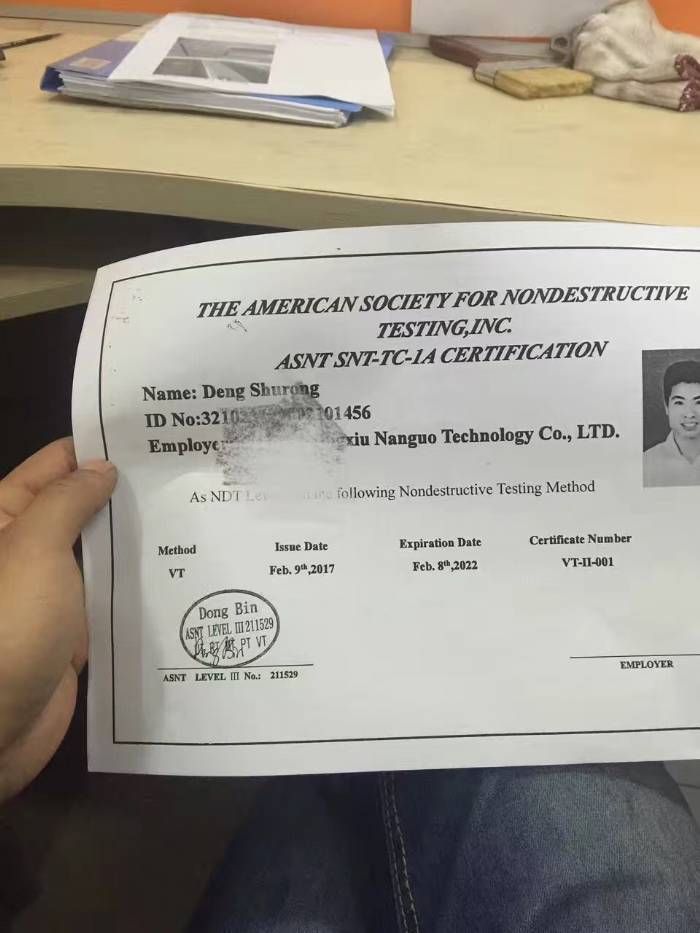 THE AMERICAN SOCIETY FOR NONDESTRUCTIVE
TESTING,INC.
ASNT SNT-TC-1A CERTIFICATION
Name: Deng Shurong
ID No:3210 101456
xiu Nanguo Technology Co., LTD.
As NDT following Nondestructive Testing Method
Method Issue Date Expiration Date Certificate Number
VT Feb. 9th,2017 Feb. 8th,2022 VT-II-001
Dong Bin
ASNT LEVEL III 211529
PT VT
ASNT LEVEL III No.: 211529
EMPLOYER